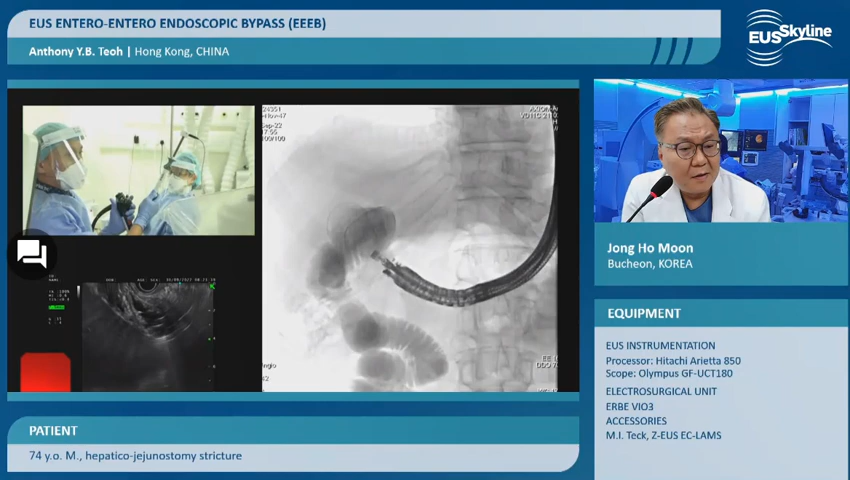 EUS ENTERO-ENTERO ENDOSCOPIC BYPASS (EEEB)
Anthony Y.B. Teoh | Hong Kong, CHINA
EUSSkyline
Jong Ho Moon
Bucheon, KOREA
EQUIPMENT
EUS INSTRUMENTATION
Processor: Hitachi Arietta 850
Scope: Olympus GF-UCT180
ELECTROSURGICAL UNIT
ERBE VIO3
ACCESSORIES
M.I. Teck, Z-EUS EC-LAMS
PATIENT
74 y.o. M., hepatico-jejunostomy stricture